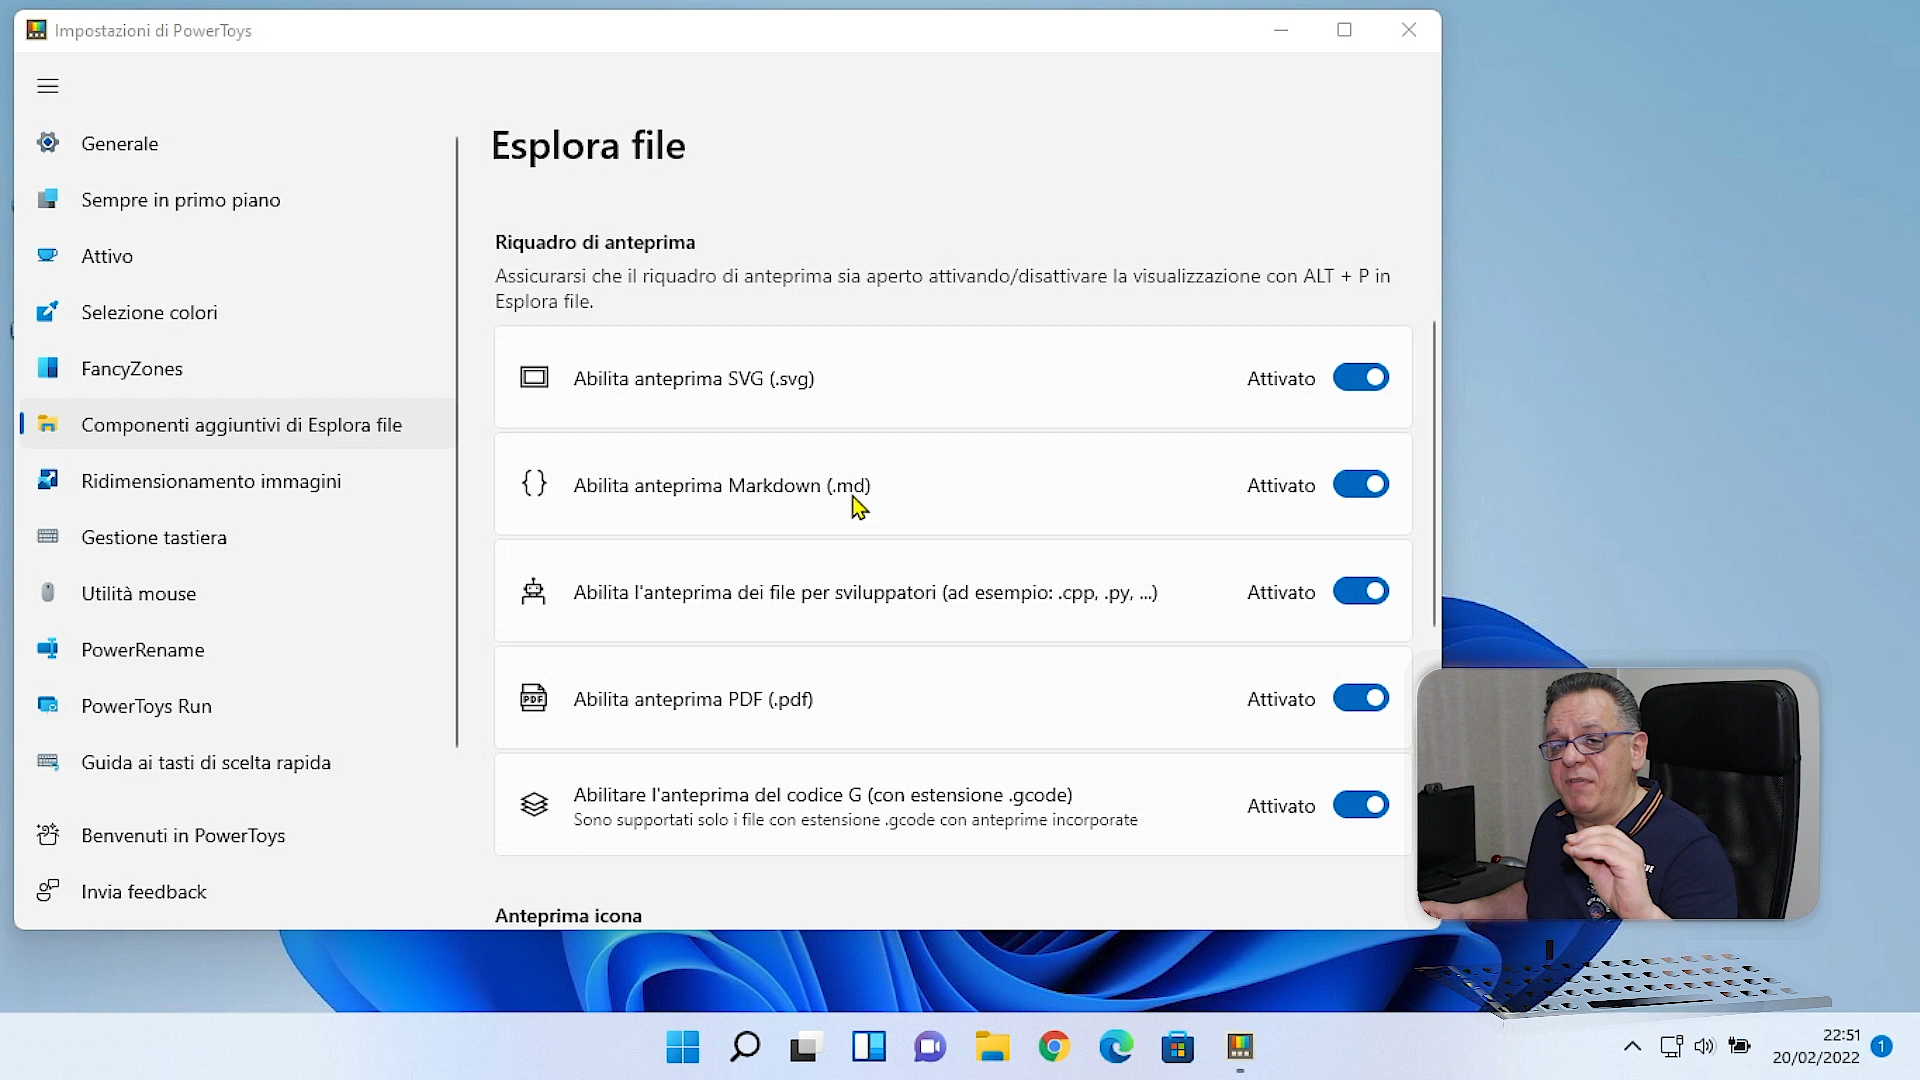 Impostazioni di PowerToys
Generale
Sempre in primo piano
Attivo
Selezione colori
FancyZones
Componenti aggiuntivi di Esplora file
Ridimensionamento immagini
Gestione tastiera
Utilità mouse
PowerRename
PowerToys Run
Guida ai tasti di scelta rapida
Benvenuti in PowerToys
Invia feedback
Esplora file
Riquadro di anteprima
Assicurarsi che il riquadro di anteprima sia aperto attivando/disattivare la visualizzazione con ALT + P in
Esplora file.
Abilita anteprima SVG (.svg)
Attivato
Abilita anteprima Markdown (.md)
Attivato
Abilita l'anteprima dei file per sviluppatori (ad esempio: .cpp, .py, ...)
Attivato
PDF
Abilita anteprima PDF (.pdf)
Attivato
Abilitare l'anteprima del codice G (con estensione .gcode)
Sono supportati solo i file con estensione .gcode con anteprime incorporate
Attivato
Anteprima icona
22:51
20/02/2022
1